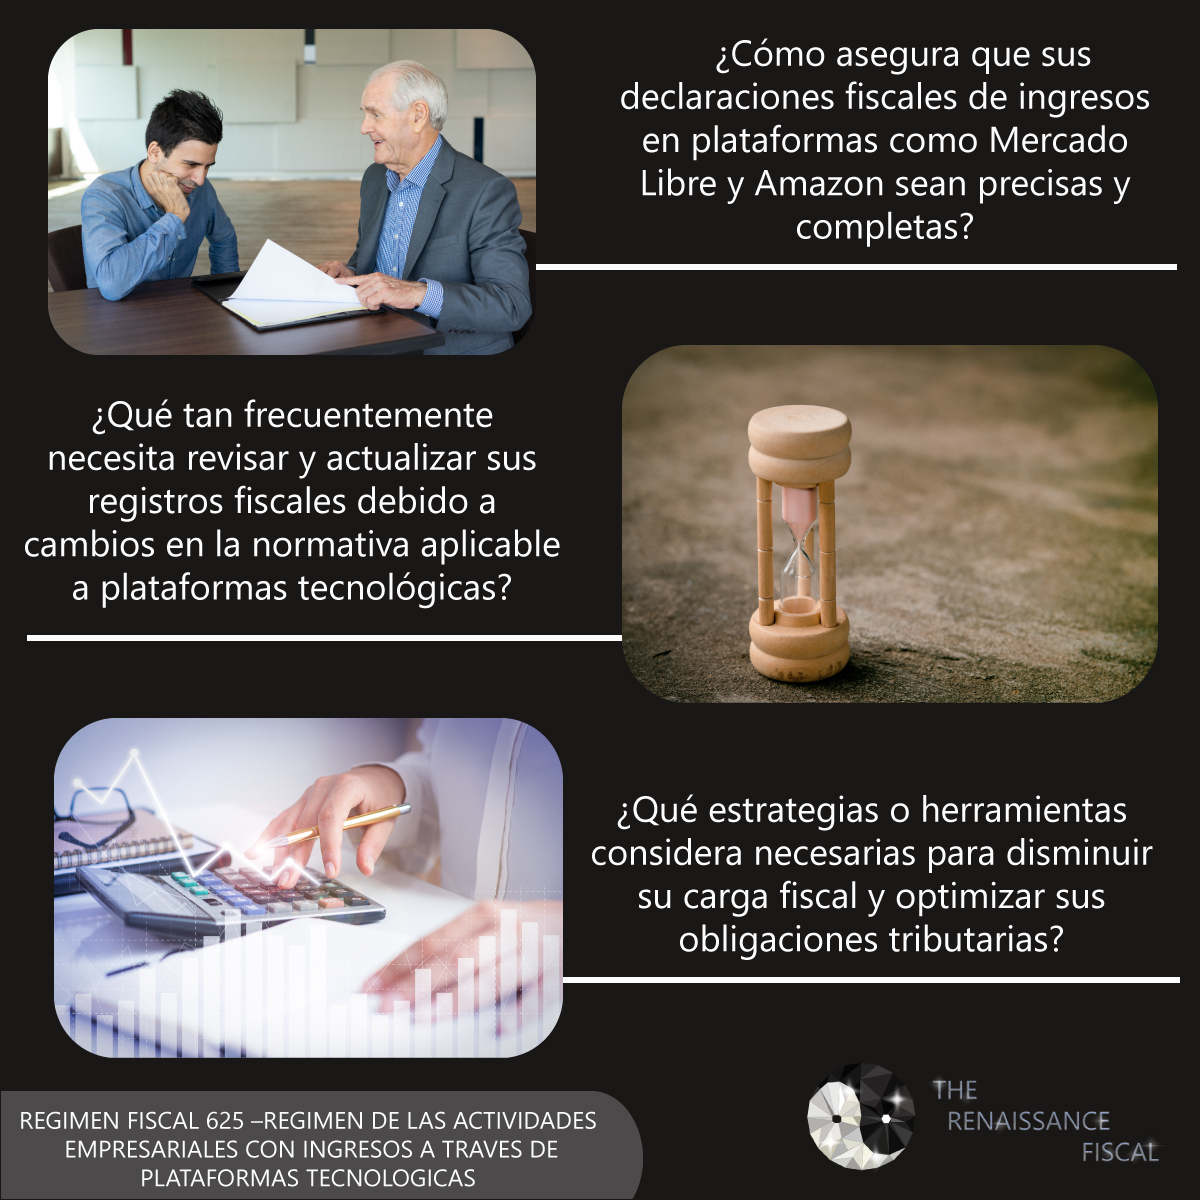 ¿Cómo asegura que sus
declaraciones fiscales de ingresos
en plataformas como Mercado
Libre y Amazon sean precisas y
completas?
¿Qué tan frecuentemente
necesita revisar y actualizar sus
registros fiscales debido a
cambios en la normativa aplicable
a plataformas tecnológicas?
¿Qué estrategias o herramientas
considera necesarias para disminuir
su carga fiscal y optimizar sus
obligaciones tributarias?
REGIMEN FISCAL 625 –REGIMEN DE LAS ACTIVIDADES
EMPRESARIALES CON INGRESOS A TRAVES DE
PLATAFORMAS TECNOLOGICAS
THE
RENAISSANCE
FISCAL